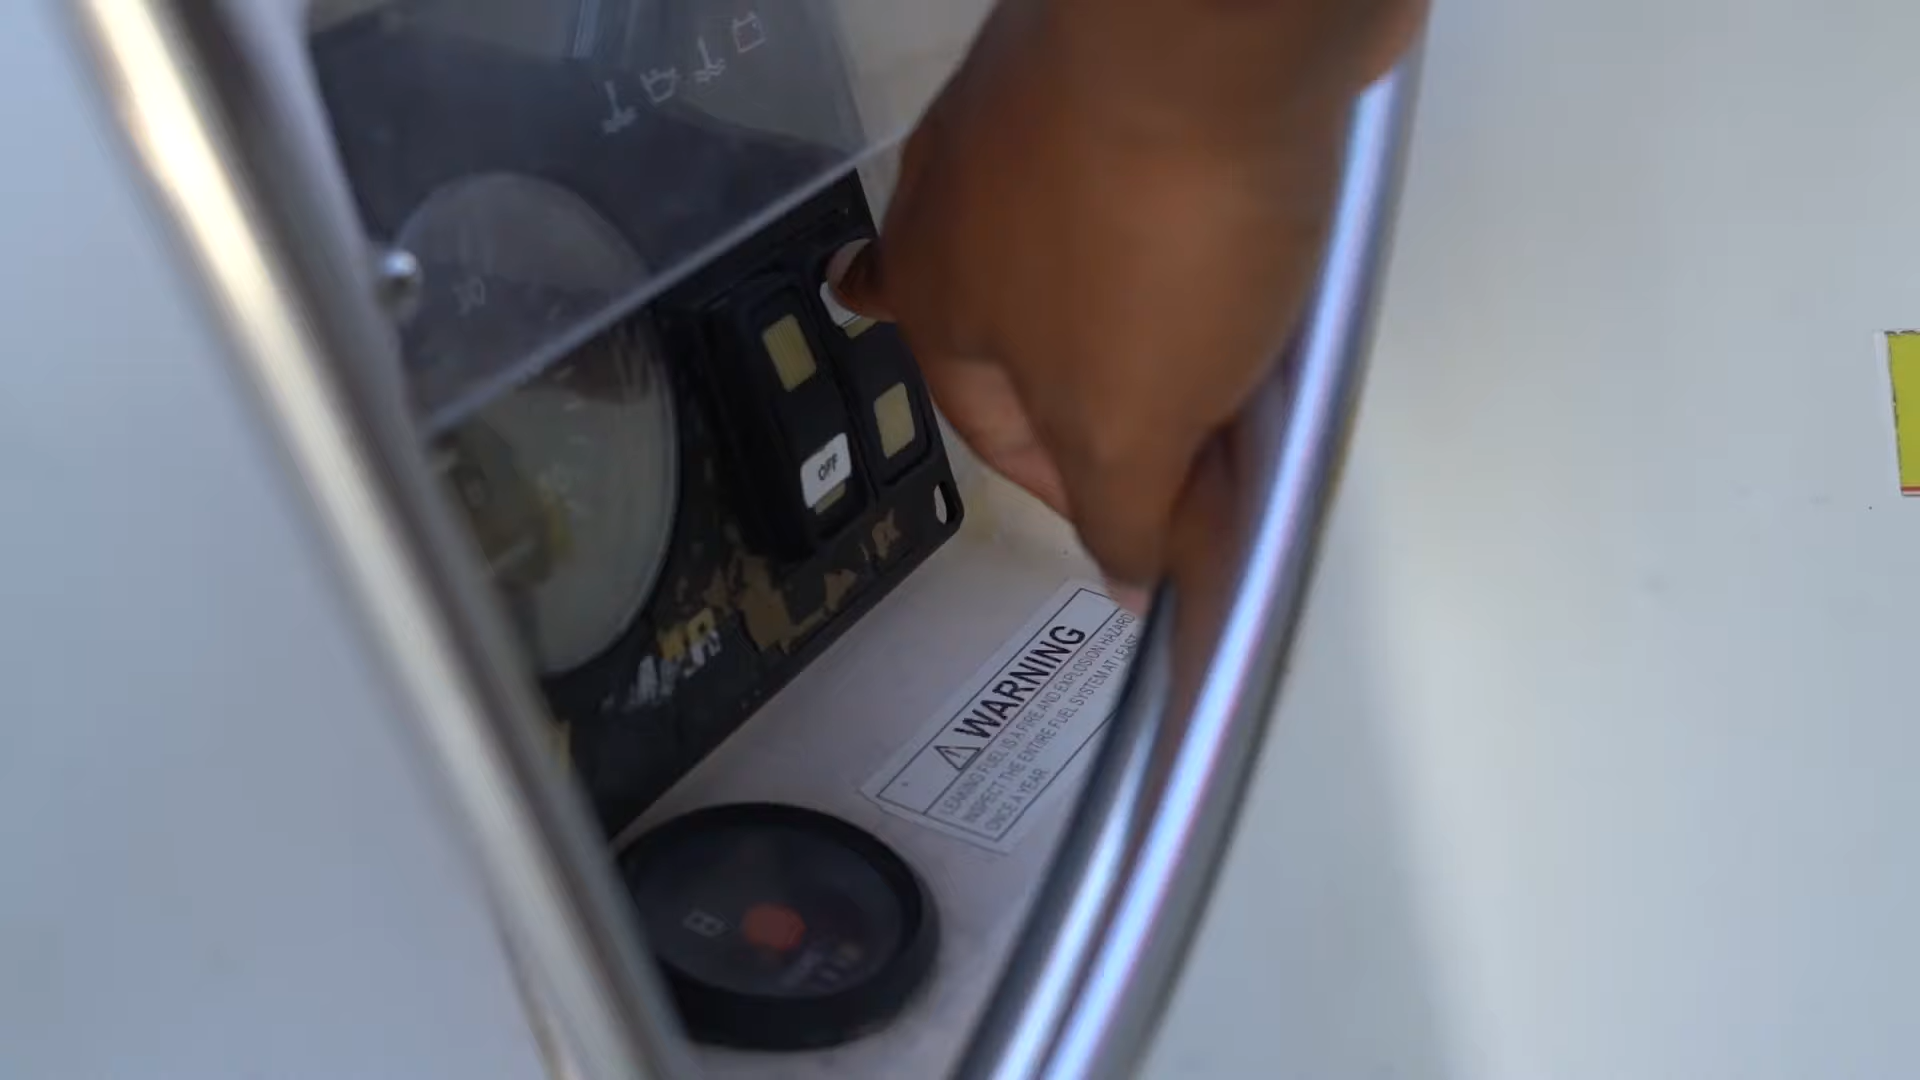 OFF
WARNING
LEAKING FUEL IS A FIRE AND EXPLOSION HAZARD
INSPECT THE ENTIRE FUEL SYSTEM AT LEAST
ONCE A YEAR